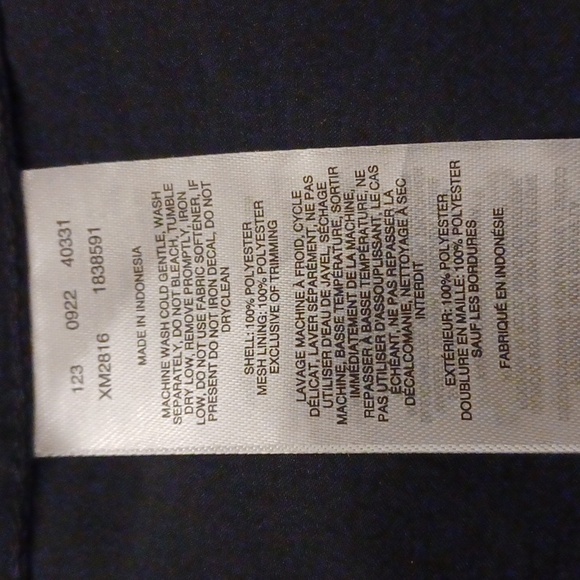 123 0922 40331
XM2816 1838591
MADE IN INDONESIA
MACHINE WASH COLD GENTLE, WASH
SEPARATELY, DO NOT BLEACH, TUMBLE
DRY LOW, REMOVE PROMPTLY, IRON
LOW, DO NOT USE FABRIC SOFTENER, IF
PRESENT DO NOT IRON DECAL, DO NOT
DRYCLEAN
SHELL: 100% POLYESTER
MESH LINING: 100% POLYESTER
EXCLUSIVE OF TRIMMING
LAVAGE MACHINE À FROID, CYCLE
DÉLICAT, LAVER SÉPARÉMENT, NE PAS
UTILISER D'EAU DE JAVEL, SÉCHAGE
MACHINE, BASSE TEMPÉRATURE, SORTIR
IMMÉDIATEMENT DE LA MACHINE,
REPASSER À BASSE TEMPÉRATURE, NE
PAS UTILISER D'ASSOUPLISSANT, LE CAS
ÉCHÉANT, NE PAS REPASSER LA
DÉCALCOMANIE, NETTOYAGE À SEC
INTERDIT
EXTÉRIEUR: 100% POLYESTER
DOUBLURE EN MAILLE: 100% POLYESTER
SAUF LES BORDURES
FABRIQUÉ EN INDONÉSIE